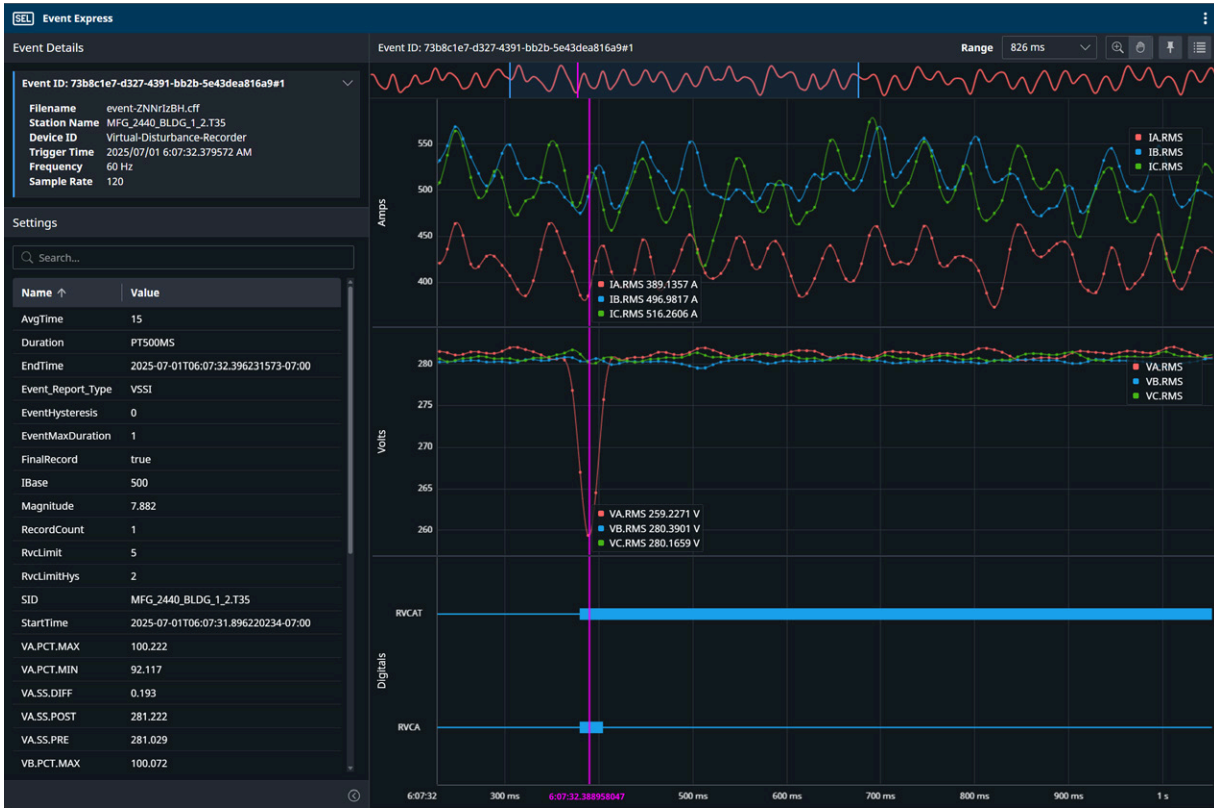 SEL Event Express
Event Details
Event ID: 73b8c1e7-d327-4391-bb2b-5e43dea816a9#1
Filename event-ZNNrIzBH.cff
Station Name MFG_2440_BLDG_1_2.T35
Device ID Virtual-Disturbance-Recorder
Trigger Time 2025/07/01 6:07:32.379572 AM
Frequency 60 Hz
Sample Rate 120
Settings
Search...
Name ↑ Value
AvgTime 15
Duration PT500MS
EndTime 2025-07-01T06:07:32.396231573-07:00
Event_Report_Type VSSI
EventHysteresis 0
EventMaxDuration 1
FinalRecord true
IBase 500
Magnitude 7.882
RecordCount 1
RvcLimit 5
RvcLimitHys 2
SID MFG_2440_BLDG_1_2.T35
StartTime 2025-07-01T06:07:31.896220234-07:00
VA.PCT.MAX 100.222
VA.PCT.MIN 92.117
VA.SS.DIFF 0.193
VA.SS.POST 281.222
VA.SS.PRE 281.029
VB.PCT.MAX 100.072
Event ID: 73b8c1e7-d327-4391-bb2b-5e43dea816a9#1
Range 826 ms
Amps
550
500
450
400
IA.RMS
IB.RMS
IC.RMS
IA.RMS 389.1357 A
IB.RMS 496.9817 A
IC.RMS 516.2606 A
Volts
280
275
270
265
260
VA.RMS
VB.RMS
VC.RMS
VA.RMS 259.2271 V
VB.RMS 280.3901 V
VC.RMS 280.1659 V
Digitals
RVCAT
RVCA
6:07:32 300 ms 6:07:32.388958047 500 ms 600 ms 700 ms 800 ms 900 ms 1 s